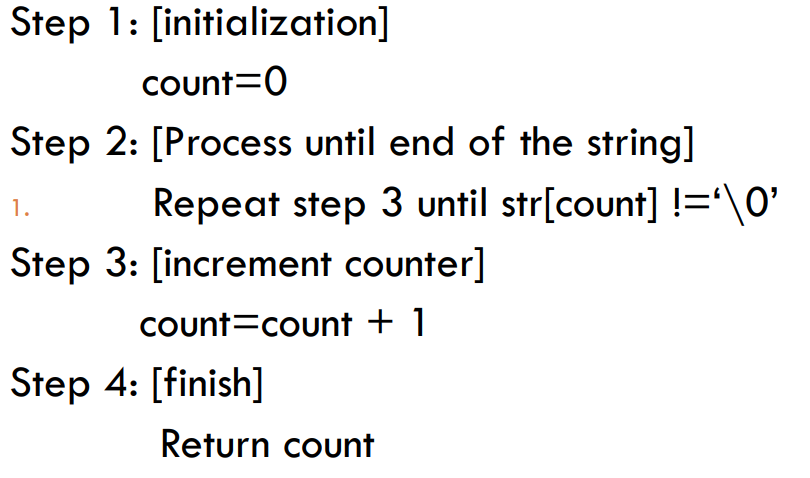 Step 1: [initialization]
count=0
Step 2: [Process until end of the string]
1. Repeat step 3 until str[count] !=‘\0’
Step 3: [increment counter]
count=count + 1
Step 4: [finish]
Return count